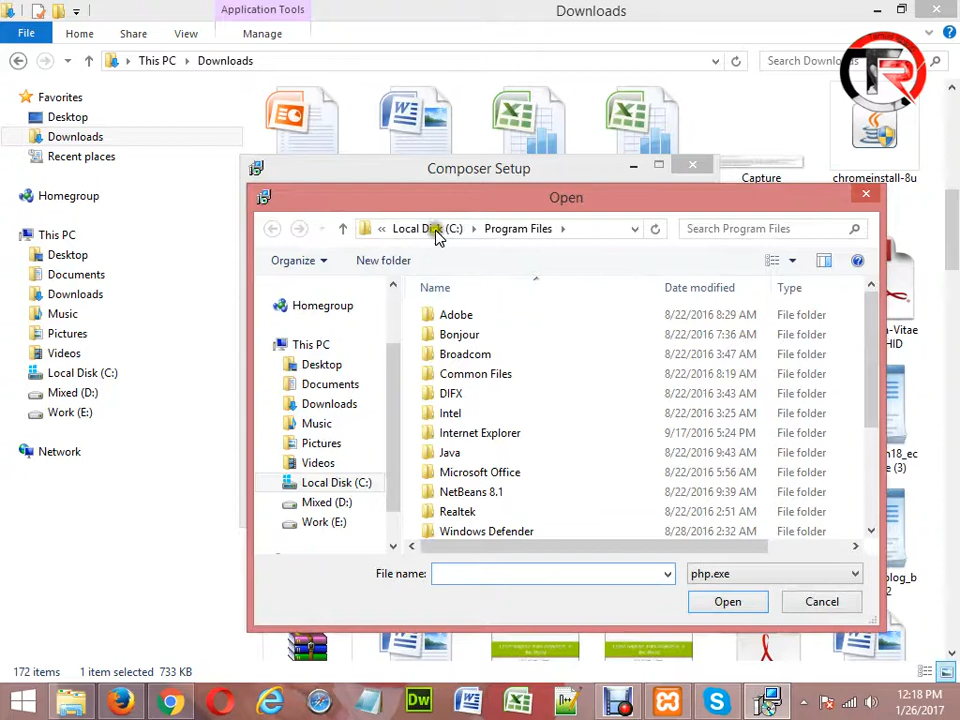 Application Tools
Downloads
File
Home
Share
View
Manage
This PC
Downloads
Search Downl
Favorites
Desktop
Downloads
Recent places
Homegroup
This PC
Desktop
Documents
Downloads
Music
Pictures
Videos
Local Disk (C:)
Mixed (D:)
Work (E:)
Network
Capture
chromeinstall-8u
Composer Setup
Open
« Local Disk (C:)
Program Files
Search Program Files
Organize
New folder
Name
Date modified
Type
Homegroup
This PC
Desktop
Documents
Downloads
Music
Pictures
Videos
Local Disk (C:)
Mixed (D:)
Work (E:)
Adobe 8/22/2016 8:29 AM File folder
Bonjour 8/22/2016 7:36 AM File folder
Broadcom 8/22/2016 3:47 AM File folder
Common Files 8/22/2016 8:19 AM File folder
DIFX 8/22/2016 3:43 AM File folder
Intel 8/22/2016 3:25 AM File folder
Internet Explorer 9/17/2016 5:24 PM File folder
Java 8/22/2016 9:43 AM File folder
Microsoft Office 8/22/2016 5:56 AM File folder
NetBeans 8.1 8/22/2016 9:39 AM File folder
Realtek 8/22/2016 2:51 AM File folder
Windows Defender 8/28/2016 2:32 AM File folder
File name:
php.exe
Open
Cancel
n-Vitae
HID
n18_ec
e (3)
blog_b
2
172 items
1 item selected 733 KB
Dw
12:18 PM
1/26/2017